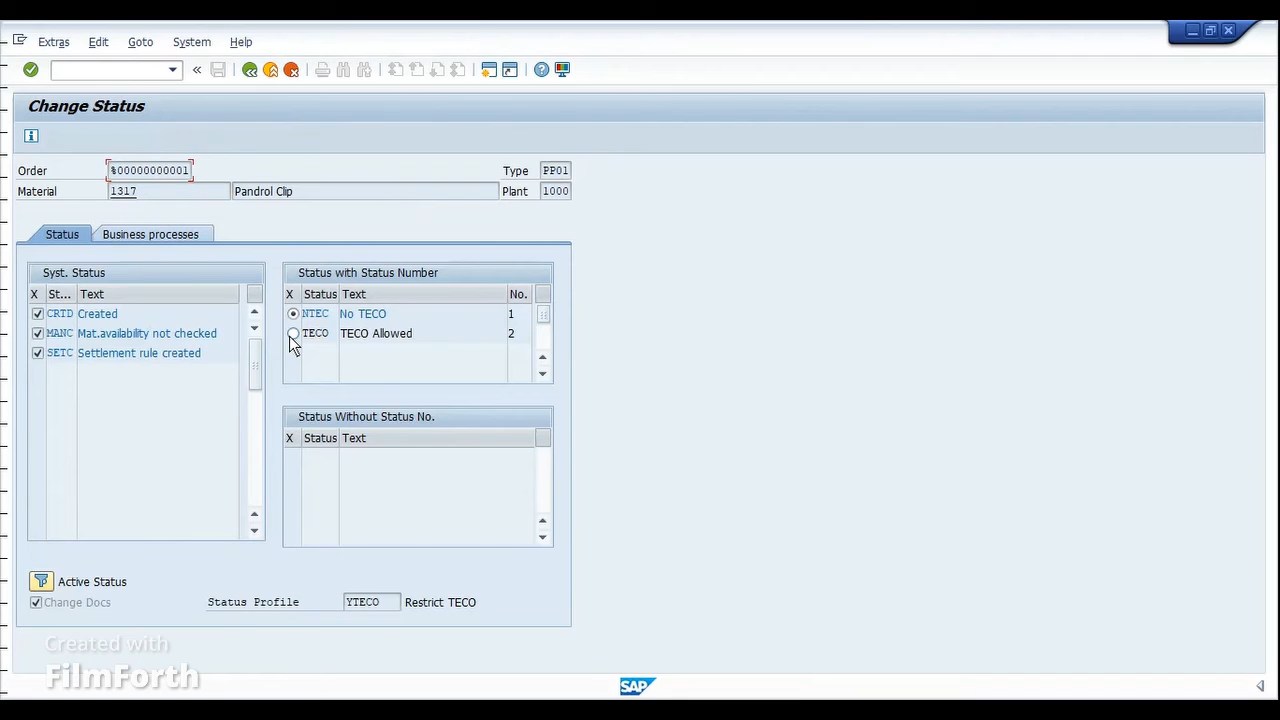 Extras Edit Goto System Help
Change Status
Order %00000000001 Type PP01
Material 1317 Pandrol Clip Plant 1000
Status Business processes
Syst. Status
X St... Text
CRTD Created
MANC Mat.availability not checked
SETC Settlement rule created
Status with Status Number
X Status Text No.
NTEC No TECO 1
TECO TECO Allowed 2
Status Without Status No.
X Status Text
Active Status
Change Docs Status Profile YTECO Restrict TECO
Created with
FilmForth
SAP